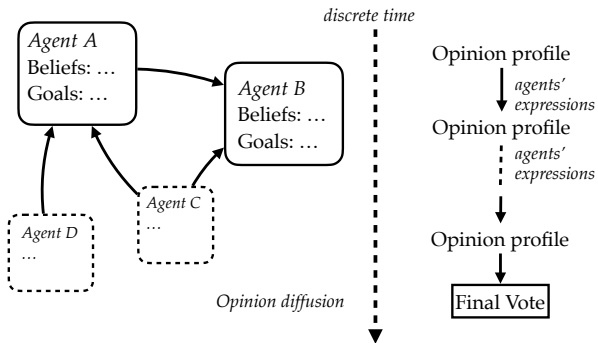 Agent A
Beliefs: ...
Goals: ...
Agent B
Beliefs: ...
Goals: ...
Agent C
...
Agent D
...
Opinion diffusion
discrete time
Opinion profile
agents’
expressions
Opinion profile
agents’
expressions
Opinion profile
Final Vote